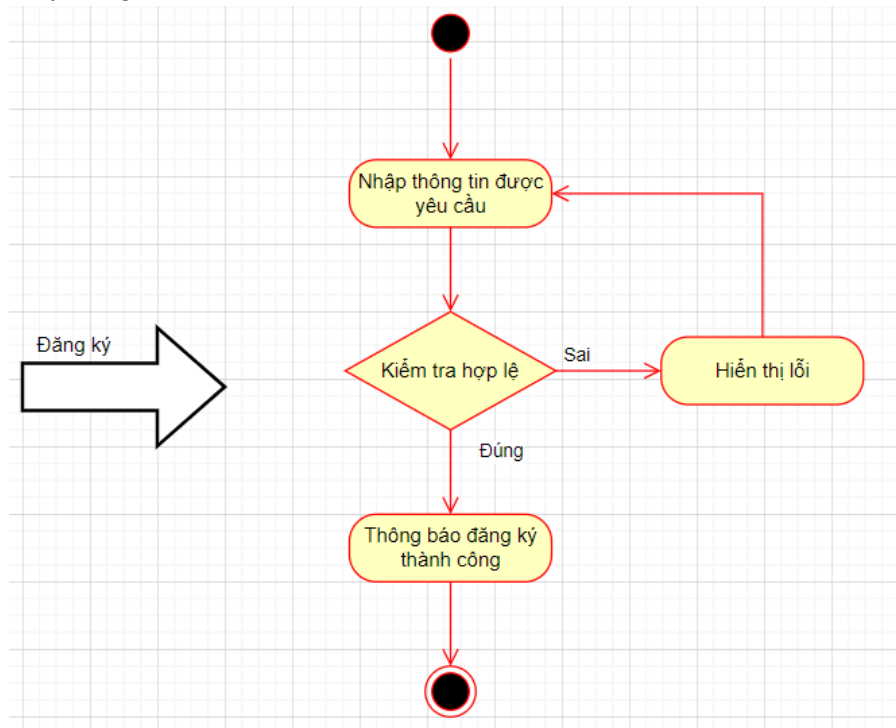 Nhập thông tin được
yêu cầu
Đăng ký
Kiểm tra hợp lệ
Sai
Hiển thị lỗi
Đúng
Thông báo đăng ký
thành công